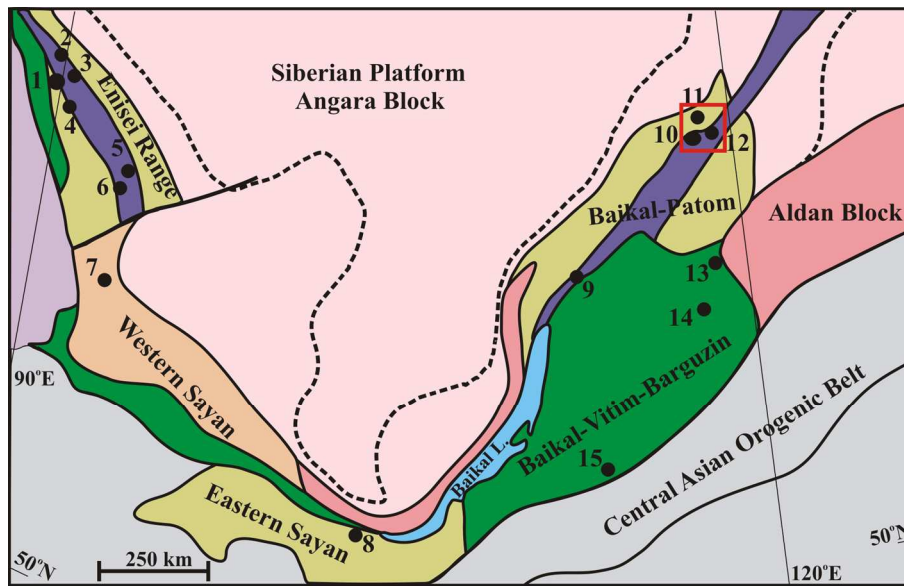 Siberian Platform
Angara Block
Enisei Range
2
3
1
4
5
6
7
11
10
12
Baikal-Patom
Aldan Block
9
13
14
Western Sayan
90°E
Baikal-Vitim-Barguzin
Baikal L.
15
Central Asian Orogenic Belt
Eastern Sayan
8
50°N
250 km
50°N
120°E